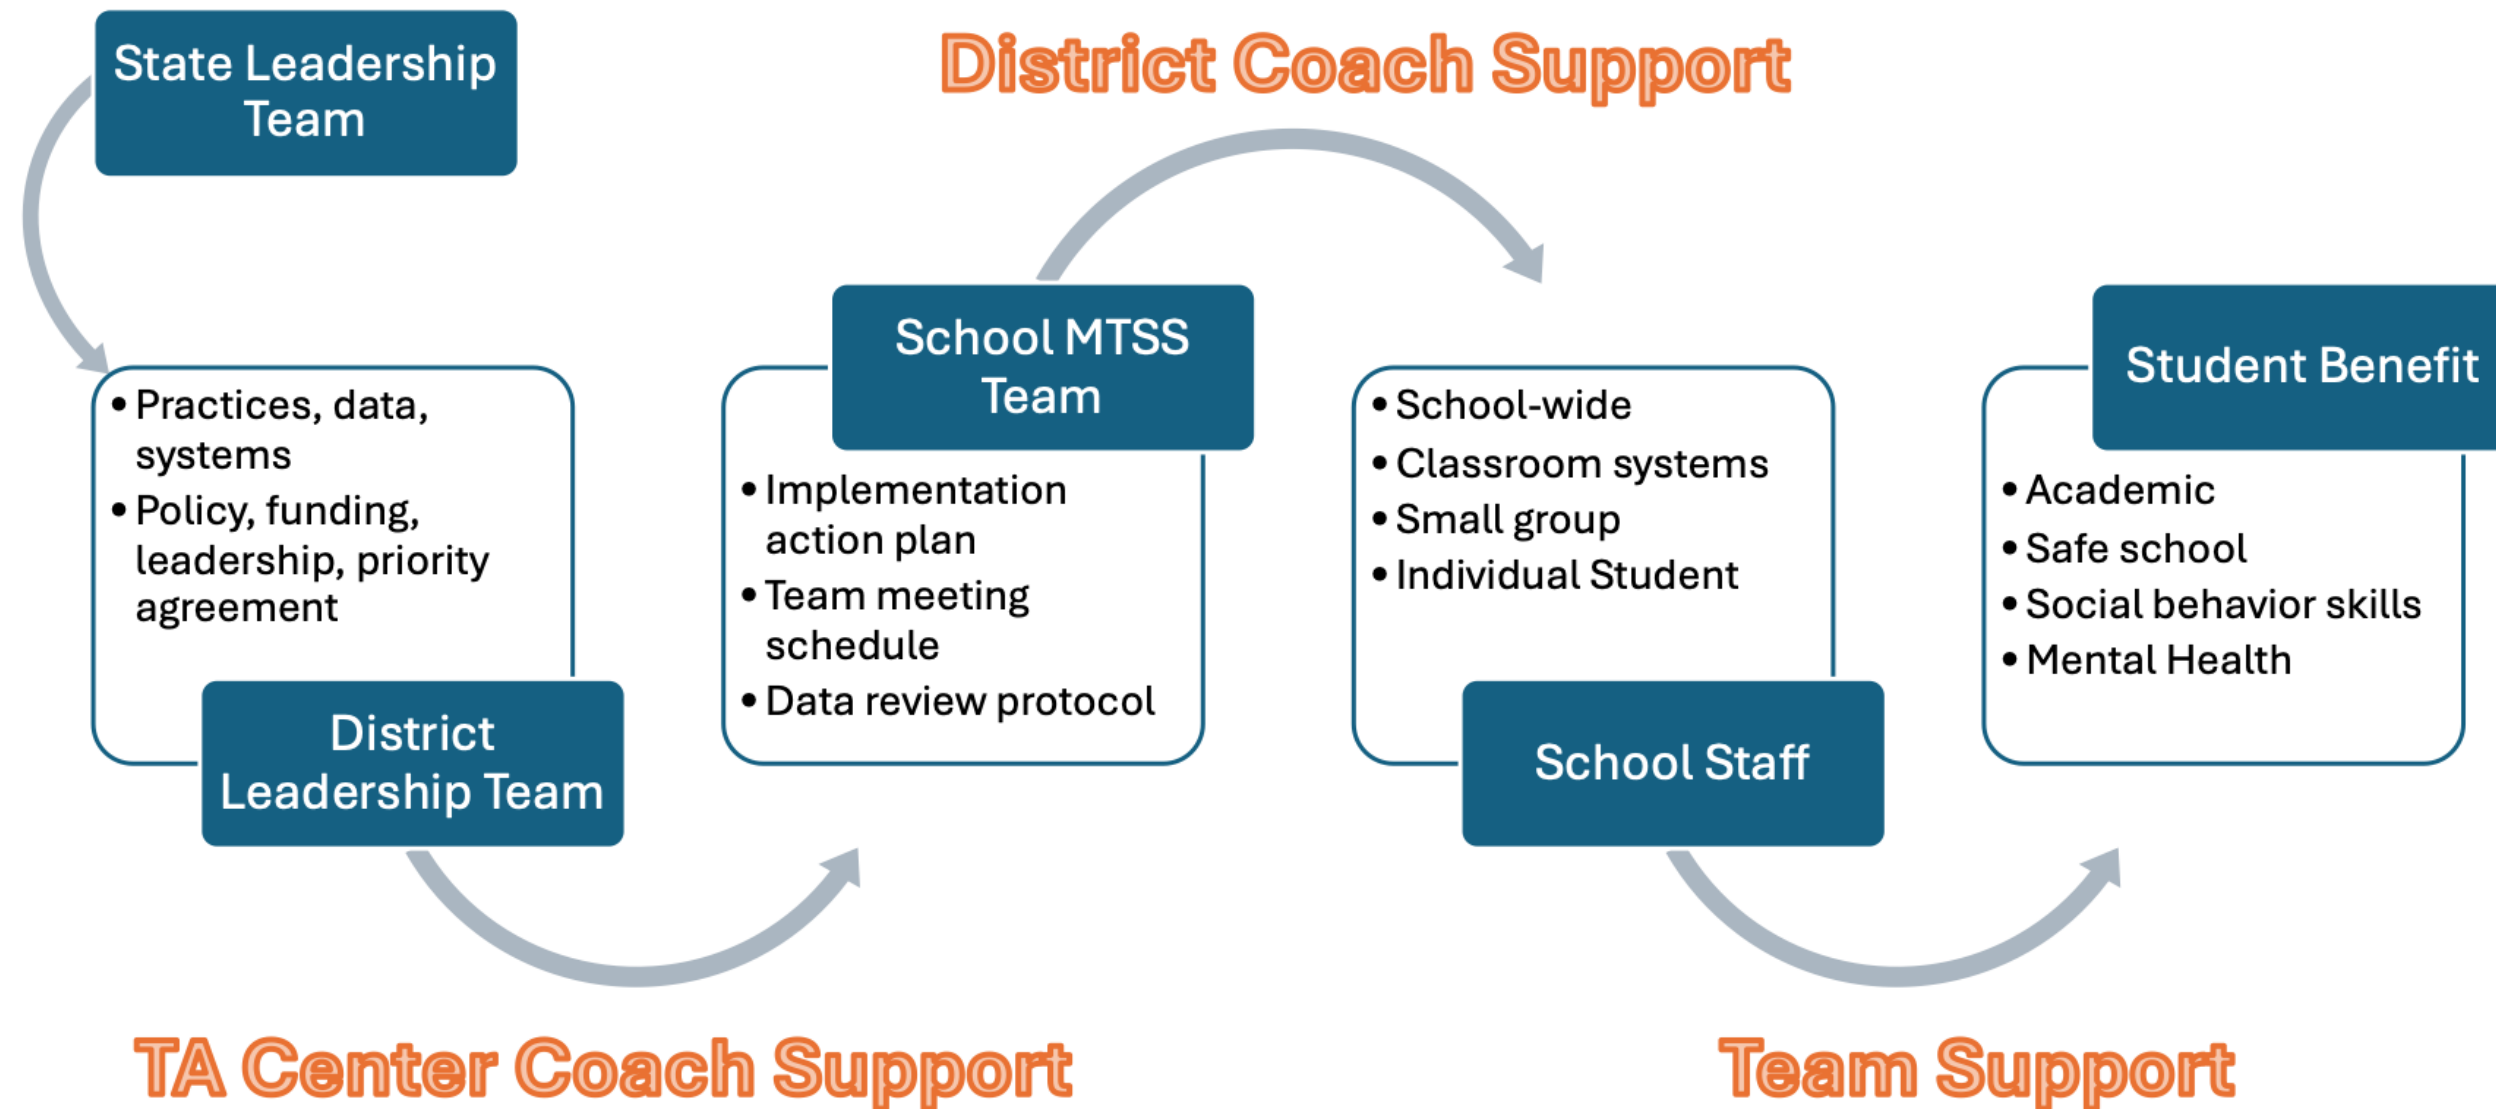 State Leadership
Team
District Coach Support
• Practices, data,
systems
• Policy, funding,
leadership, priority
agreement
District
Leadership Team
School MTSS
Team
• Implementation
action plan
• Team meeting
schedule
• Data review protocol
• School-wide
• Classroom systems
• Small group
• Individual Student
School Staff
Student Benefit
• Academic
• Safe school
• Social behavior skills
• Mental Health
TA Center Coach Support
Team Support